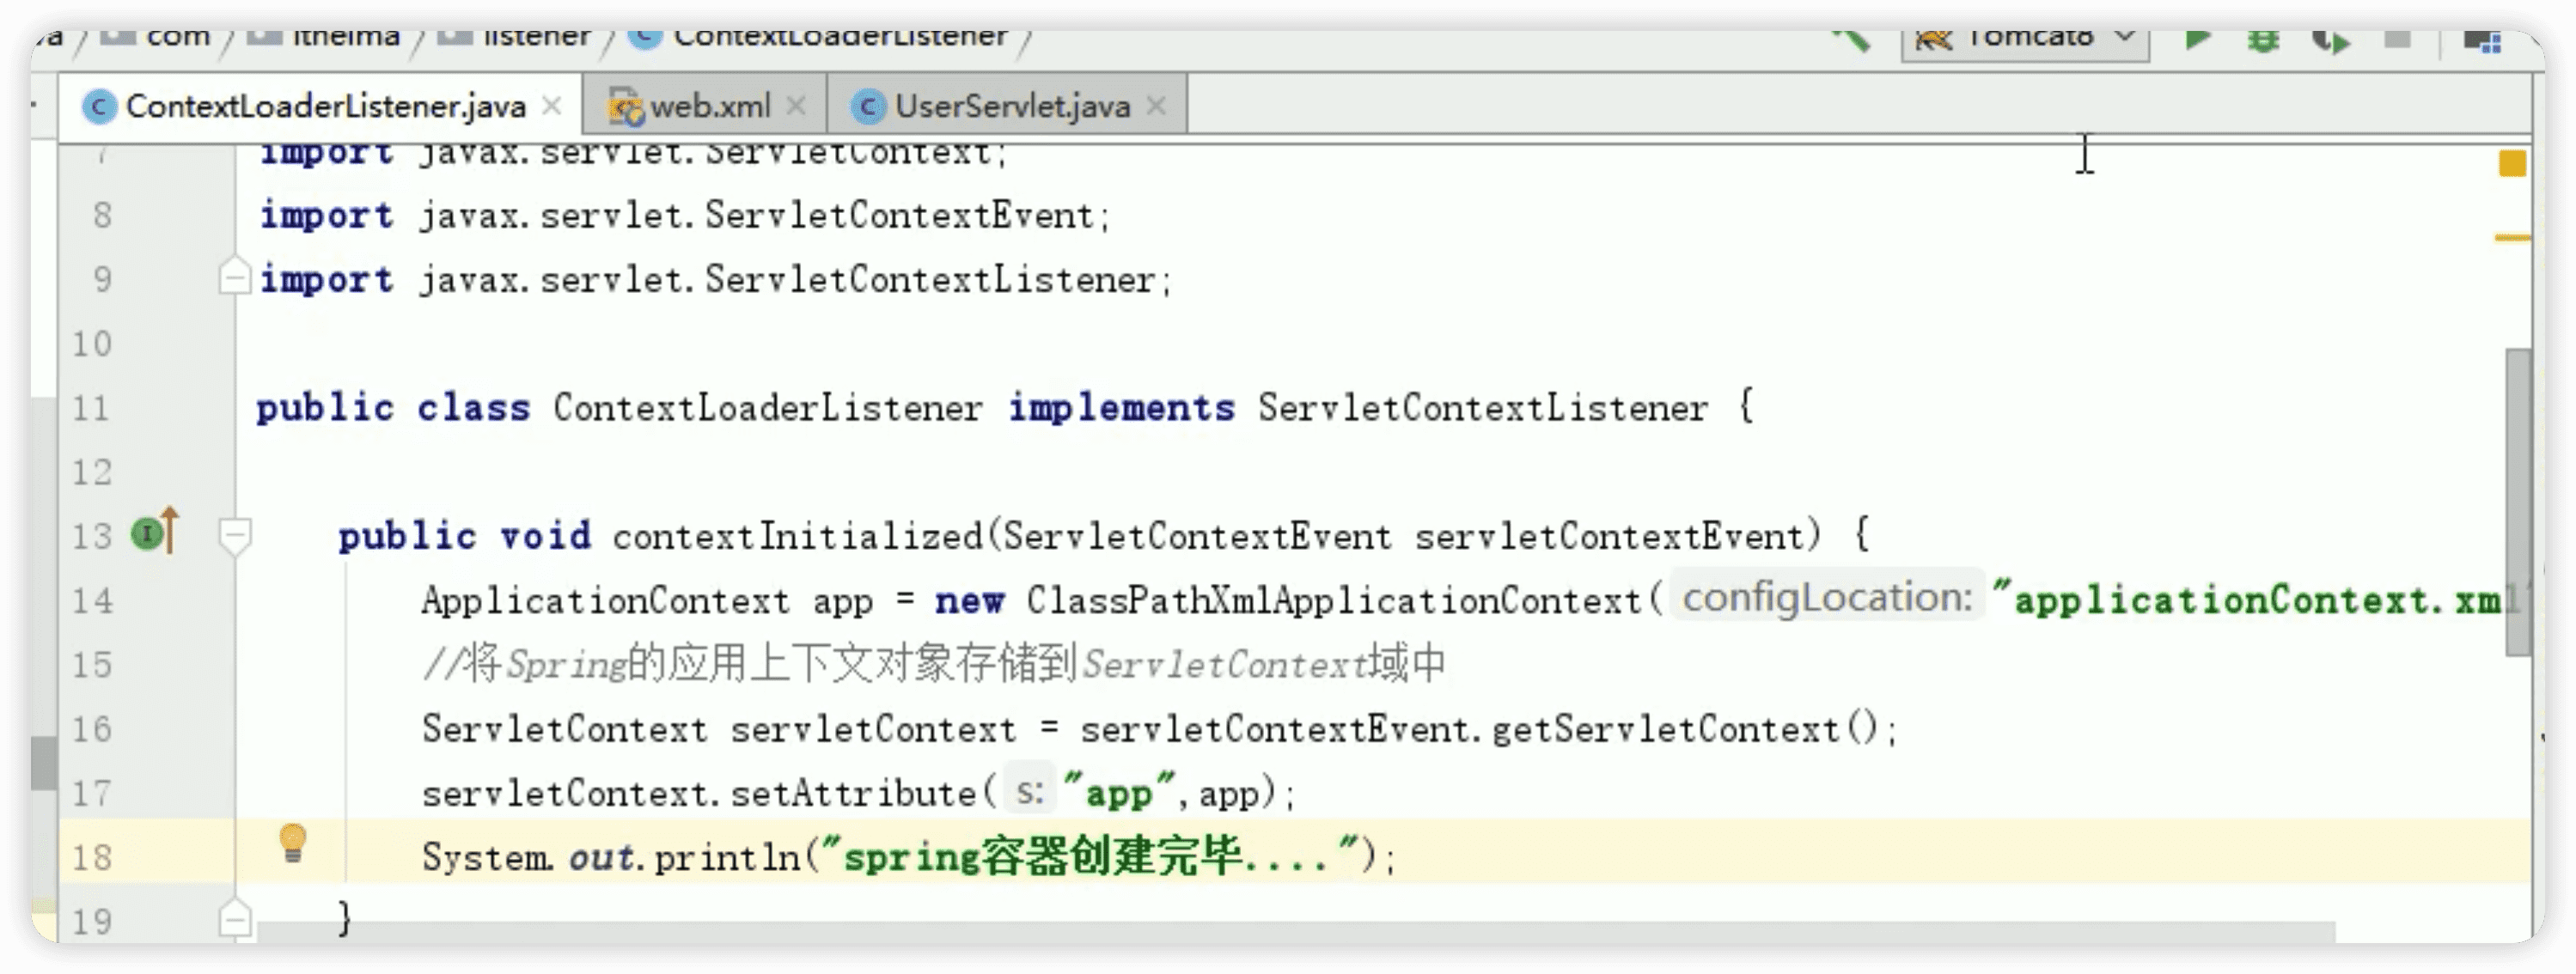 com itheima listener ContextLoaderListener Tomcat8
ContextLoaderListener.java web.xml UserServlet.java
7 import javax.servlet.ServletContext;
8 import javax.servlet.ServletContextEvent;
9 import javax.servlet.ServletContextListener;
10
11 public class ContextLoaderListener implements ServletContextListener {
12
13 public void contextInitialized(ServletContextEvent servletContextEvent) {
14 ApplicationContext app = new ClassPathXmlApplicationContext( configLocation: "applicationContext.xml"
15 //将Spring的应用上下文对象存储到ServletContext域中
16 ServletContext servletContext = servletContextEvent.getServletContext();
17 servletContext.setAttribute( s: "app",app);
18 System.out.println("spring容器创建完毕....");
19 }